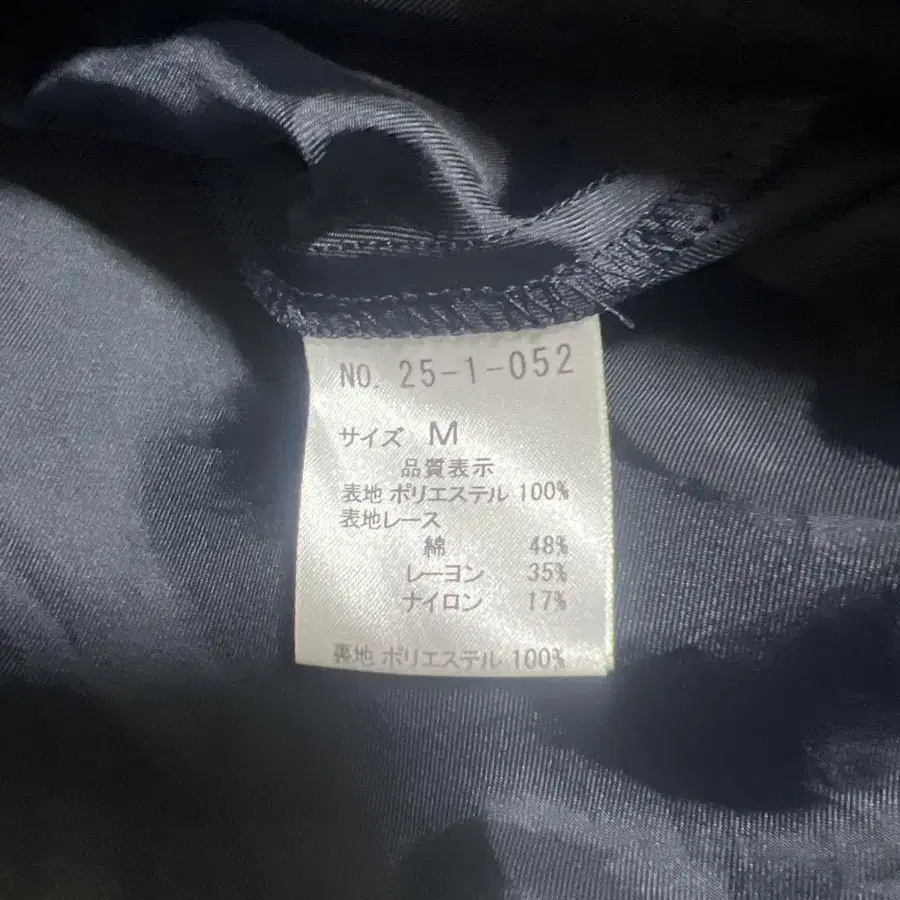 NO. 25-1-052
サイズ M
品質表示
表地 ポリエステル 100%
表地レース
綿 48%
レーヨン 35%
ナイロン 17%
裏地 ポリエステル 100%